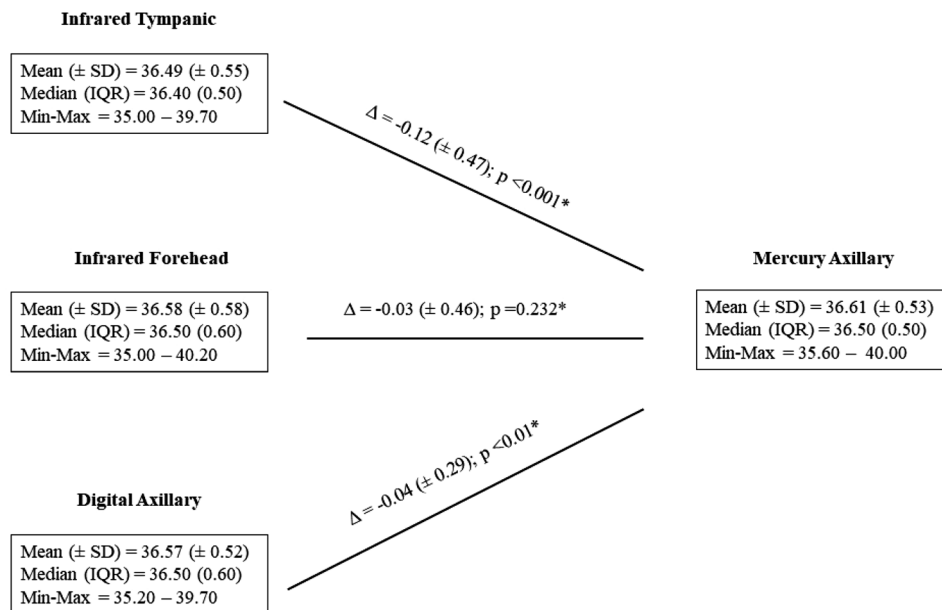 Infrared Tympanic
Mean (± SD) = 36.49 (± 0.55)
Median (IQR) = 36.40 (0.50)
Min-Max = 35.00 – 39.70
Δ = -0.12 (± 0.47); p <0.001*
Infrared Forehead
Mean (± SD) = 36.58 (± 0.58)
Median (IQR) = 36.50 (0.60)
Min-Max = 35.00 – 40.20
Δ = -0.03 (± 0.46); p =0.232*
Mercury Axillary
Mean (± SD) = 36.61 (± 0.53)
Median (IQR) = 36.50 (0.50)
Min-Max = 35.60 – 40.00
Δ = -0.04 (± 0.29); p <0.01*
Digital Axillary
Mean (± SD) = 36.57 (± 0.52)
Median (IQR) = 36.50 (0.60)
Min-Max = 35.20 – 39.70